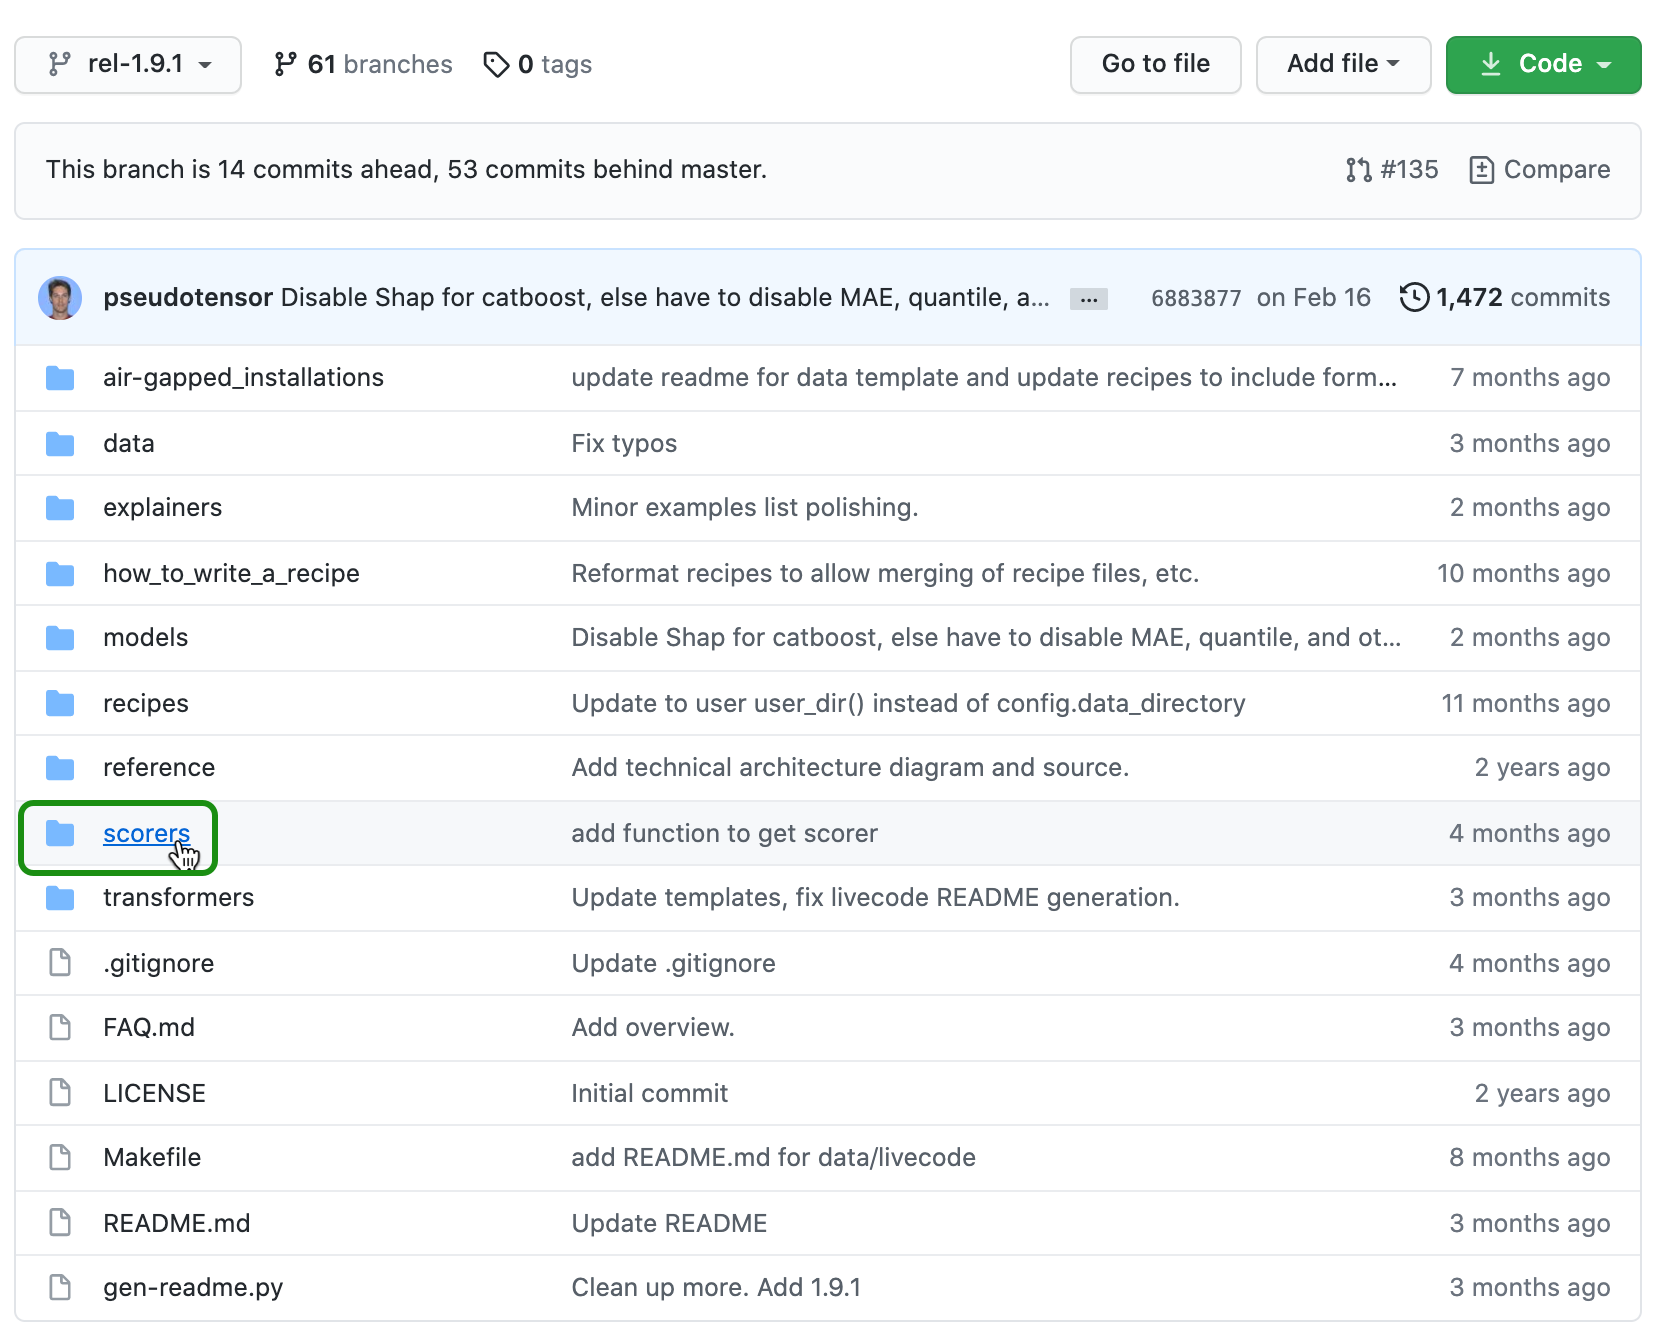 rel-1.9.1 61 branches 0 tags Go to file Add file Code
This branch is 14 commits ahead, 53 commits behind master. #135 Compare
pseudotensor Disable Shap for catboost, else have to disable MAE, quantile, a... ... 6883877 on Feb 16 1,472 commits
air-gapped_installations update readme for data template and update recipes to include form... 7 months ago
data Fix typos 3 months ago
explainers Minor examples list polishing. 2 months ago
how_to_write_a_recipe Reformat recipes to allow merging of recipe files, etc. 10 months ago
models Disable Shap for catboost, else have to disable MAE, quantile, and ot... 2 months ago
recipes Update to user user_dir() instead of config.data_directory 11 months ago
reference Add technical architecture diagram and source. 2 years ago
scorers add function to get scorer 4 months ago
transformers Update templates, fix livecode README generation. 3 months ago
.gitignore Update .gitignore 4 months ago
FAQ.md Add overview. 3 months ago
LICENSE Initial commit 2 years ago
Makefile add README.md for data/livecode 8 months ago
README.md Update README 3 months ago
gen-readme.py Clean up more. Add 1.9.1 3 months ago